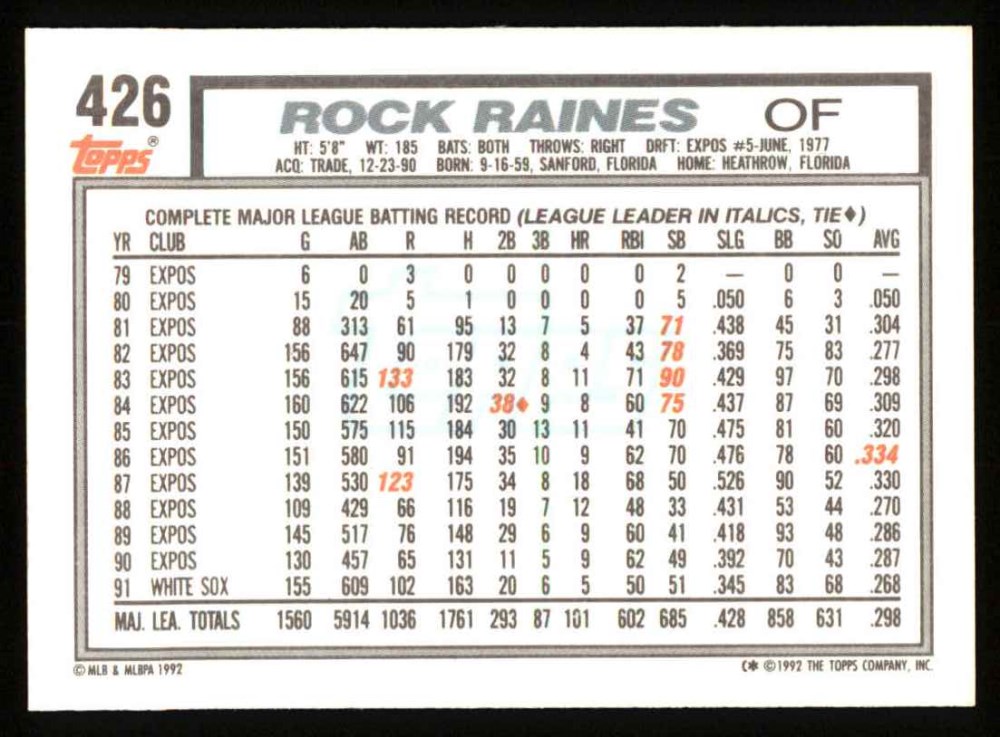 426
Topps®
ROCK RAINES OF
HT: 5'8" WT: 185 BATS: BOTH THROWS: RIGHT DRFT: EXPOS #5-JUNE, 1977
ACQ: TRADE, 12-23-90 BORN: 9-16-59, SANFORD, FLORIDA HOME: HEATHROW, FLORIDA
COMPLETE MAJOR LEAGUE BATTING RECORD (LEAGUE LEADER IN ITALICS, TIE♦)
YR CLUB G AB R H 2B 3B HR RBI SB SLG BB SO AVG
79 EXPOS 6 0 3 0 0 0 0 0 2 — 0 0 —
80 EXPOS 15 20 5 1 0 0 0 0 5 .050 6 3 .050
81 EXPOS 88 313 61 95 13 7 5 37 71 .438 45 31 .304
82 EXPOS 156 647 90 179 32 8 4 43 78 .369 75 83 .277
83 EXPOS 156 615 133 183 32 8 11 71 90 .429 97 70 .298
84 EXPOS 160 622 106 192 38♦ 9 8 60 75 .437 87 69 .309
85 EXPOS 150 575 115 184 30 13 11 41 70 .475 81 60 .320
86 EXPOS 151 580 91 194 35 10 9 62 70 .476 78 60 .334
87 EXPOS 139 530 123 175 34 8 18 68 50 .526 90 52 .330
88 EXPOS 109 429 66 116 19 7 12 48 33 .431 53 44 .270
89 EXPOS 145 517 76 148 29 6 9 60 41 .418 93 48 .286
90 EXPOS 130 457 65 131 11 5 9 62 49 .392 70 43 .287
91 WHITE SOX 155 609 102 163 20 6 5 50 51 .345 83 68 .268
MAJ. LEA. TOTALS 1560 5914 1036 1761 293 87 101 602 685 .428 858 631 .298
© MLB & MLBPA 1992
(✱ ©1992 THE TOPPS COMPANY, INC.